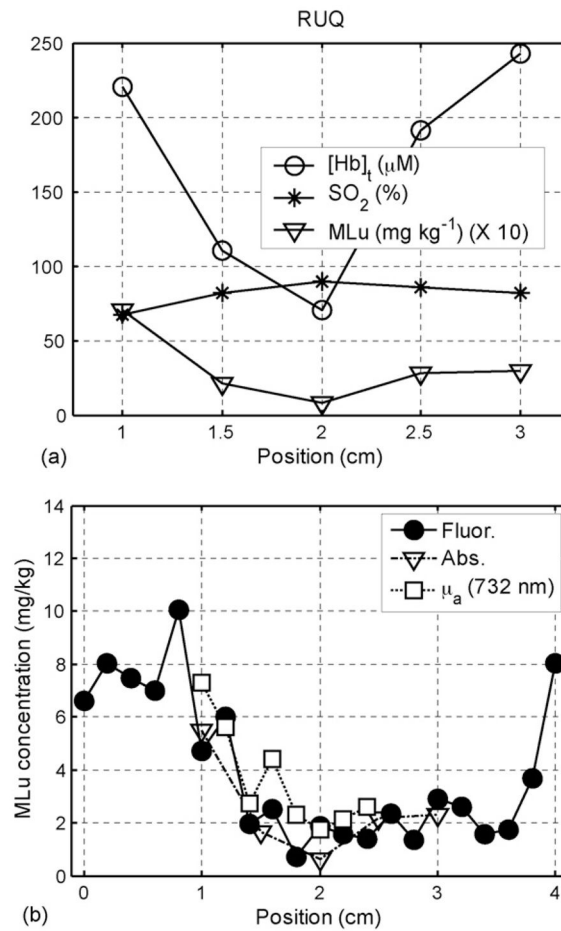 RUQ
250
200
150
100
50
0
[Hb]t (μM)
SO2 (%)
MLu (mg kg-1) (X 10)
1 1.5 2 2.5 3
(a) Position (cm)
14
12
10
8
6
4
2
0
MLu concentration (mg/kg)
Fluor.
Abs.
μa (732 nm)
0 1 2 3 4
(b) Position (cm)